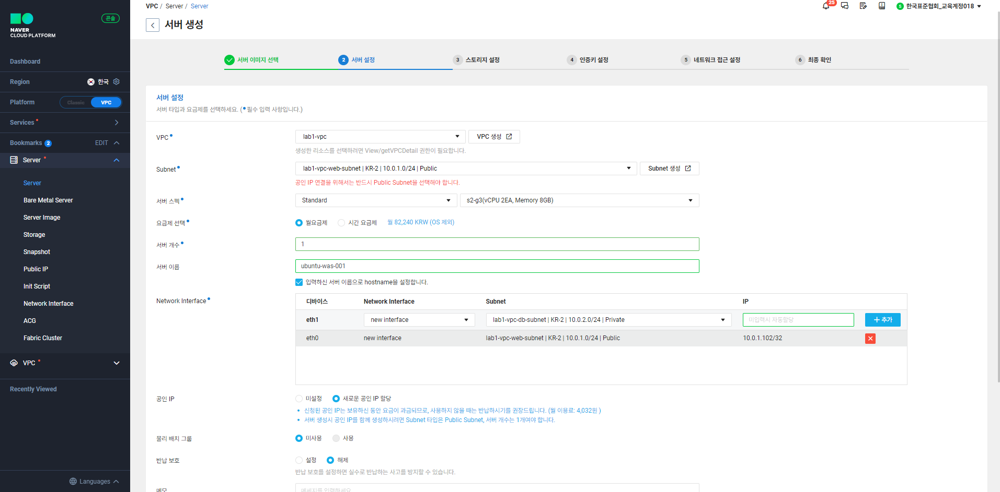 NAVER
CLOUD PLATFORM
콘솔
Dashboard
Region
한국
Platform
Classic
VPC
Services
Bookmarks 2
EDIT
Server
Server
Bare Metal Server
Server Image
Storage
Snapshot
Public IP
Init Script
Network Interface
ACG
Fabric Cluster
VPC
Recently Viewed
Languages
VPC / Server / Server
25
S 한국표준협회_교육계정018
서버 생성
서버 이미지 선택
2 서버 설정
3 스토리지 설정
4 인증키 설정
5 네트워크 접근 설정
6 최종 확인
서버 설정
서버 타입과 요금제를 선택하세요. (• 필수 입력 사항입니다.)
VPC•
lab1-vpc
VPC 생성
생성한 리소스를 선택하려면 View/getVPCDetail 권한이 필요합니다.
Subnet•
lab1-vpc-web-subnet | KR-2 | 10.0.1.0/24 | Public
Subnet 생성
공인 IP 연결을 위해서는 반드시 Public Subnet을 선택해야 합니다.
서버 스펙•
Standard
s2-g3(vCPU 2EA, Memory 8GB)
요금제 선택•
월요금제
시간 요금제
월 82,240 KRW (OS 제외)
서버 개수•
1
서버 이름
ubuntu-was-001
입력하신 서버 이름으로 hostname을 설정합니다.
Network Interface•
디바이스 Network Interface Subnet IP
eth1 new interface lab1-vpc-db-subnet | KR-2 | 10.0.2.0/24 | Private 미입력시 자동할당 + 추가
eth0 new interface lab1-vpc-web-subnet | KR-2 | 10.0.1.0/24 | Public 10.0.1.102/32
공인 IP
미설정
새로운 공인 IP 할당
• 신청된 공인 IP는 보유하신 동안 요금이 과금되므로, 사용하지 않을 때는 반납하시기를 권장드립니다. (월 이용료: 4,032원 )
• 서버 생성시 공인 IP를 함께 생성하시려면 Subnet 타입은 Public Subnet, 서버 개수는 1개여야 합니다.
물리 배치 그룹
미사용
사용
반납 보호
설정
해제
반납 보호를 설정하면 실수로 반납하는 사고를 방지할 수 있습니다.
메모
메세지를 입력하세요